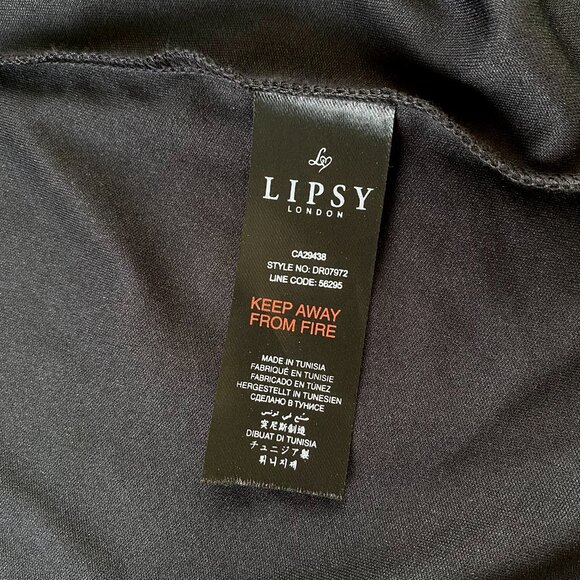 LIPSY
LONDON
CA29438
STYLE NO: DR07972
LINE CODE: 56295
KEEP AWAY
FROM FIRE
MADE IN TUNISIA
FABRIQUÉ EN TUNISIE
FABRICADO EN TÚNEZ
HERGESTELLT IN TUNESIEN
СДЕЛАНО В ТУНИСЕ
صنع في تونس
突尼斯制造
DIBUAT DI TUNISIA
チュニジア製
튀니지제